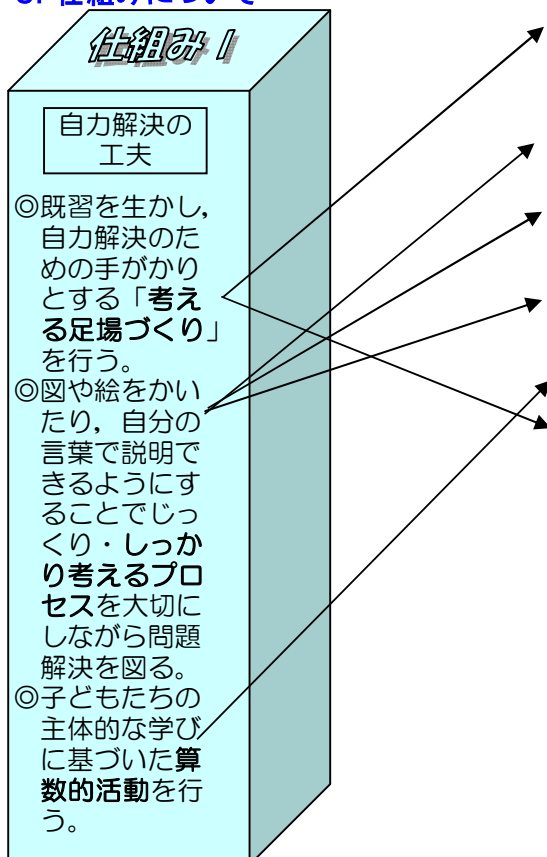 仕組みについて
仕組み1
自力解決の
工夫
◎既習を生かし,
自力解決のた
めの手がかり
とする「考え
る足場づくり」
を行う。
◎図や絵をかい
たり，自分の
言葉で説明で
きるようにす
ることでじっ
くり・しっか
り考えるプロ
セスを大切に
しながら問題
解決を図る。
◎子どもたちの
主体的な学び
に基づいた算
数的活動を行
う。